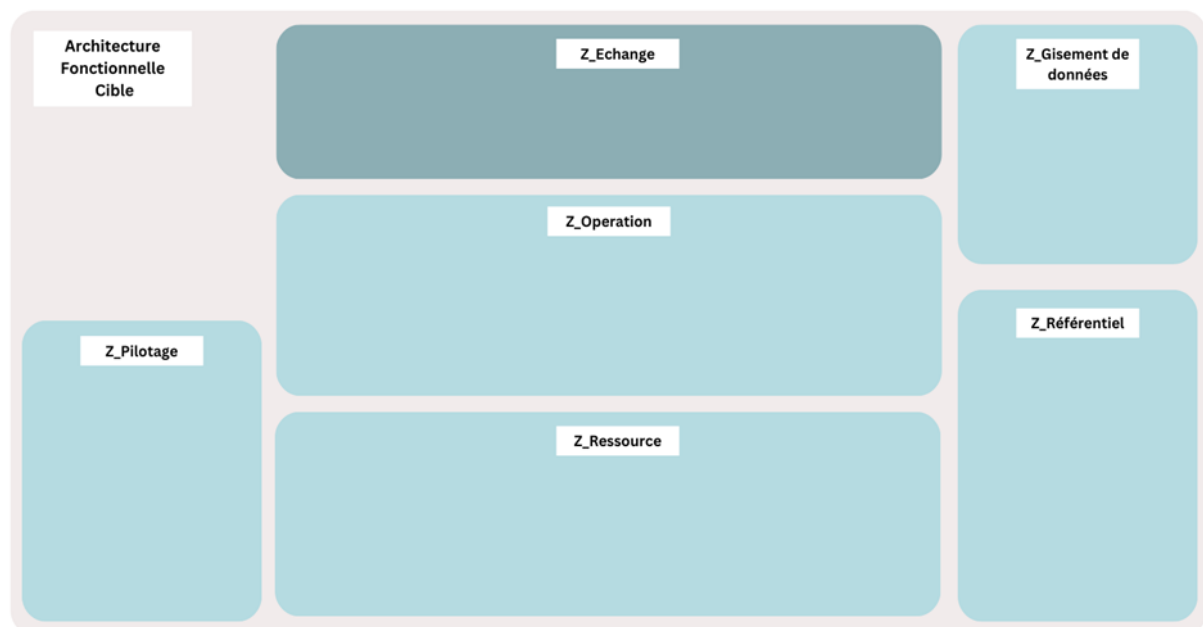 Architecture
Fonctionnelle
Cible
Z_Echange
Z_Gisement de
données
Z_Operation
Z_Référentiel
Z_Pilotage
Z_Ressource